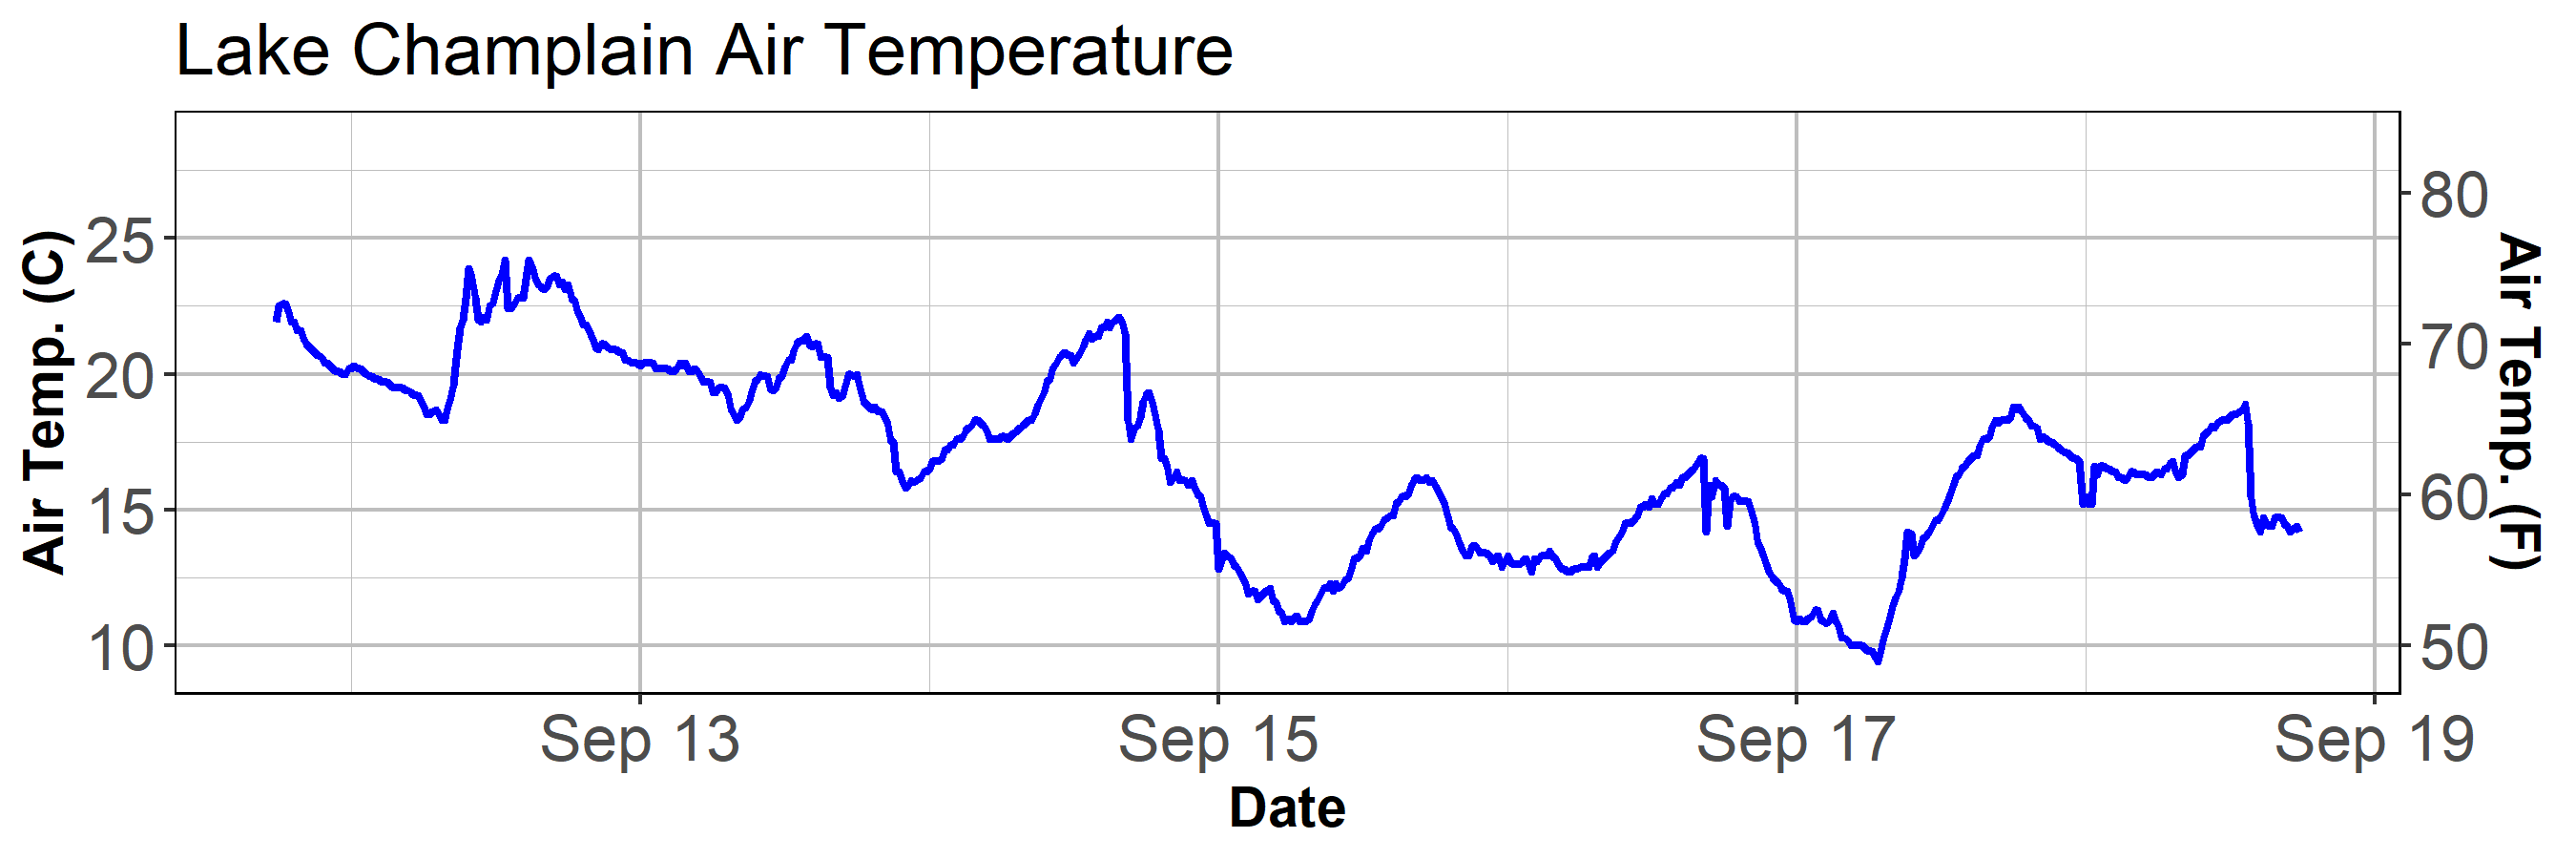 Lake Champlain Air Temperature
Air Temp. (C)
25
20
15
10
80
70
60
50
Air Temp. (F)
Sep 13 Sep 15 Sep 17 Sep 19
Date